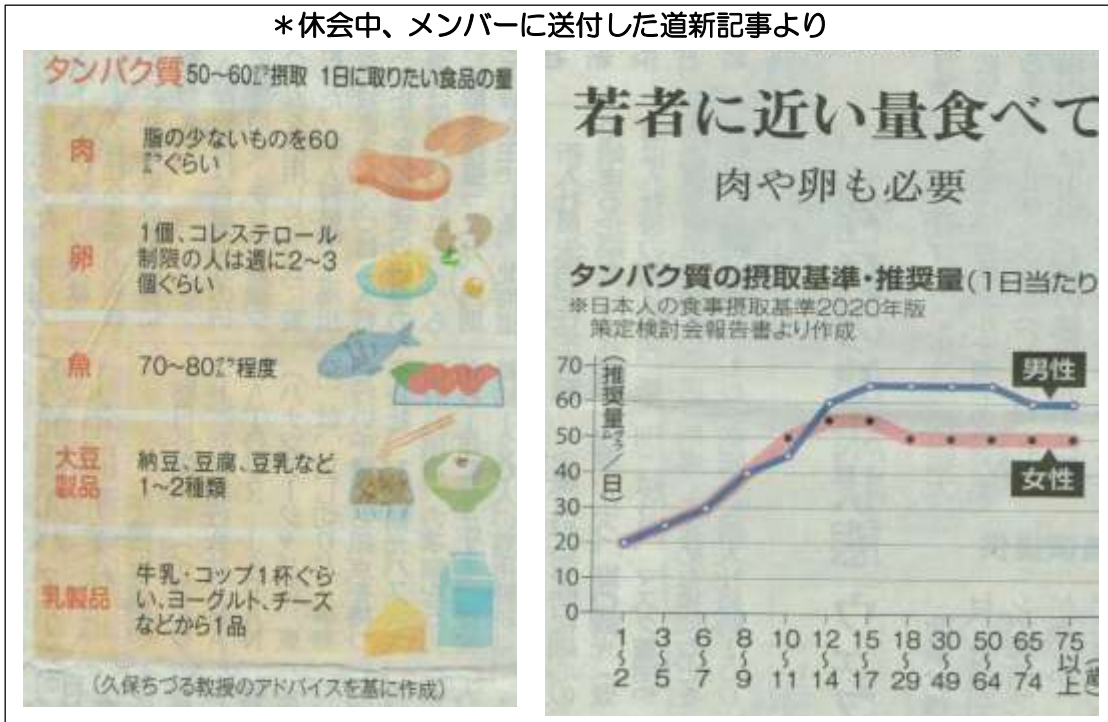 ＊休会中、メンバーに送付した道新記事より
タンパク質 50～60㌘摂取 1日に取りたい食品の量
肉
脂の少ないものを60
㌘ぐらい
卵
1個、コレステロール
制限の人は週に2～3
個ぐらい
魚
70～80㌘程度
大豆
製品
納豆、豆腐、豆乳など
1～2種類
乳製品
牛乳・コップ1杯ぐら
い、ヨーグルト、チーズ
などから1品
（久保ちづる教授のアドバイスを基に作成）
若者に近い量食べて
肉や卵も必要
タンパク質の摂取基準・推奨量（1日当たり
※日本人の食事摂取基準2020年版
策定検討会報告書より作成
（推奨量㌘／日）
70
60
50
40
30
20
10
0
男性
女性
1～2
3～5
6～7
8～9
10～11
12～14
15～17
18～29
30～49
50～64
65～74
75以上
（歳）